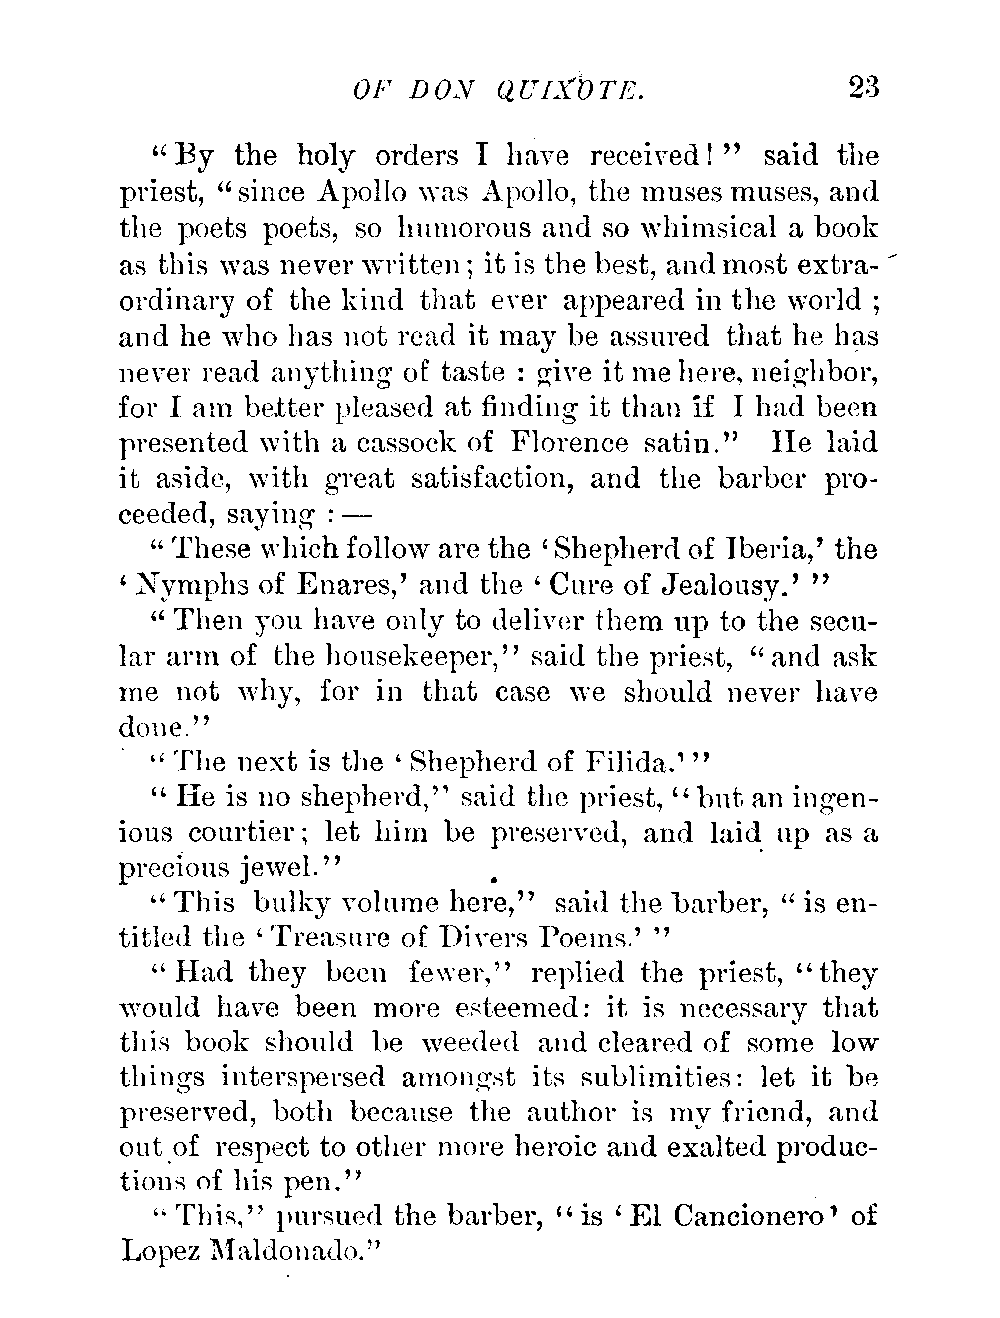 OF DON QUIXOTE. 23
“By the holy orders I have received!” said the
priest, “since Apollo was Apollo, the muses muses, and
the poets poets, so humorous and so whimsical a book
as this was never written; it is the best, and most extra-
ordinary of the kind that ever appeared in the world ;
and he who has not read it may be assured that he has
never read anything of taste : give it me here, neighbor,
for I am better pleased at finding it than if I had been
presented with a cassock of Florence satin.” He laid
it aside, with great satisfaction, and the barber pro-
ceeded, saying : —
“These which follow are the ‘Shepherd of Iberia,’ the
‘Nymphs of Enares,’ and the ‘Cure of Jealousy.’ ”
“Then you have only to deliver them up to the secu-
lar arm of the housekeeper,” said the priest, “and ask
me not why, for in that case we should never have
done.”
“The next is the ‘Shepherd of Filida.’”
“He is no shepherd,” said the priest, “but an ingen-
ious courtier; let him be preserved, and laid up as a
precious jewel.”
“This bulky volume here,” said the barber, “is en-
titled the ‘Treasure of Divers Poems.’ ”
“Had they been fewer,” replied the priest, “they
would have been more esteemed: it is necessary that
this book should be weeded and cleared of some low
things interspersed amongst its sublimities: let it be
preserved, both because the author is my friend, and
out of respect to other more heroic and exalted produc-
tions of his pen.”
“This,” pursued the barber, “is ‘El Cancionero’ of
Lopez Maldonado.”